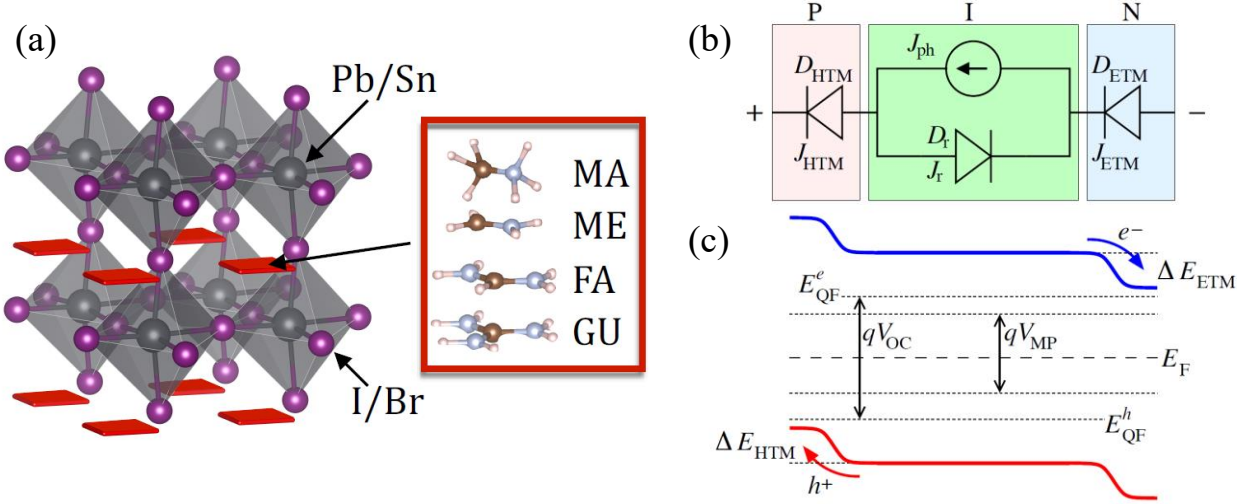 (a)
Pb/Sn
MA
ME
FA
GU
I/Br
(b)
P I N
J_ph
D_HTM
D_ETM
+
−
D_r
J_HTM
J_r
J_ETM
(c)
e−
ΔE_ETM
E^e_QF
qV_OC
qV_MP
E_F
E^h_QF
ΔE_HTM
h+